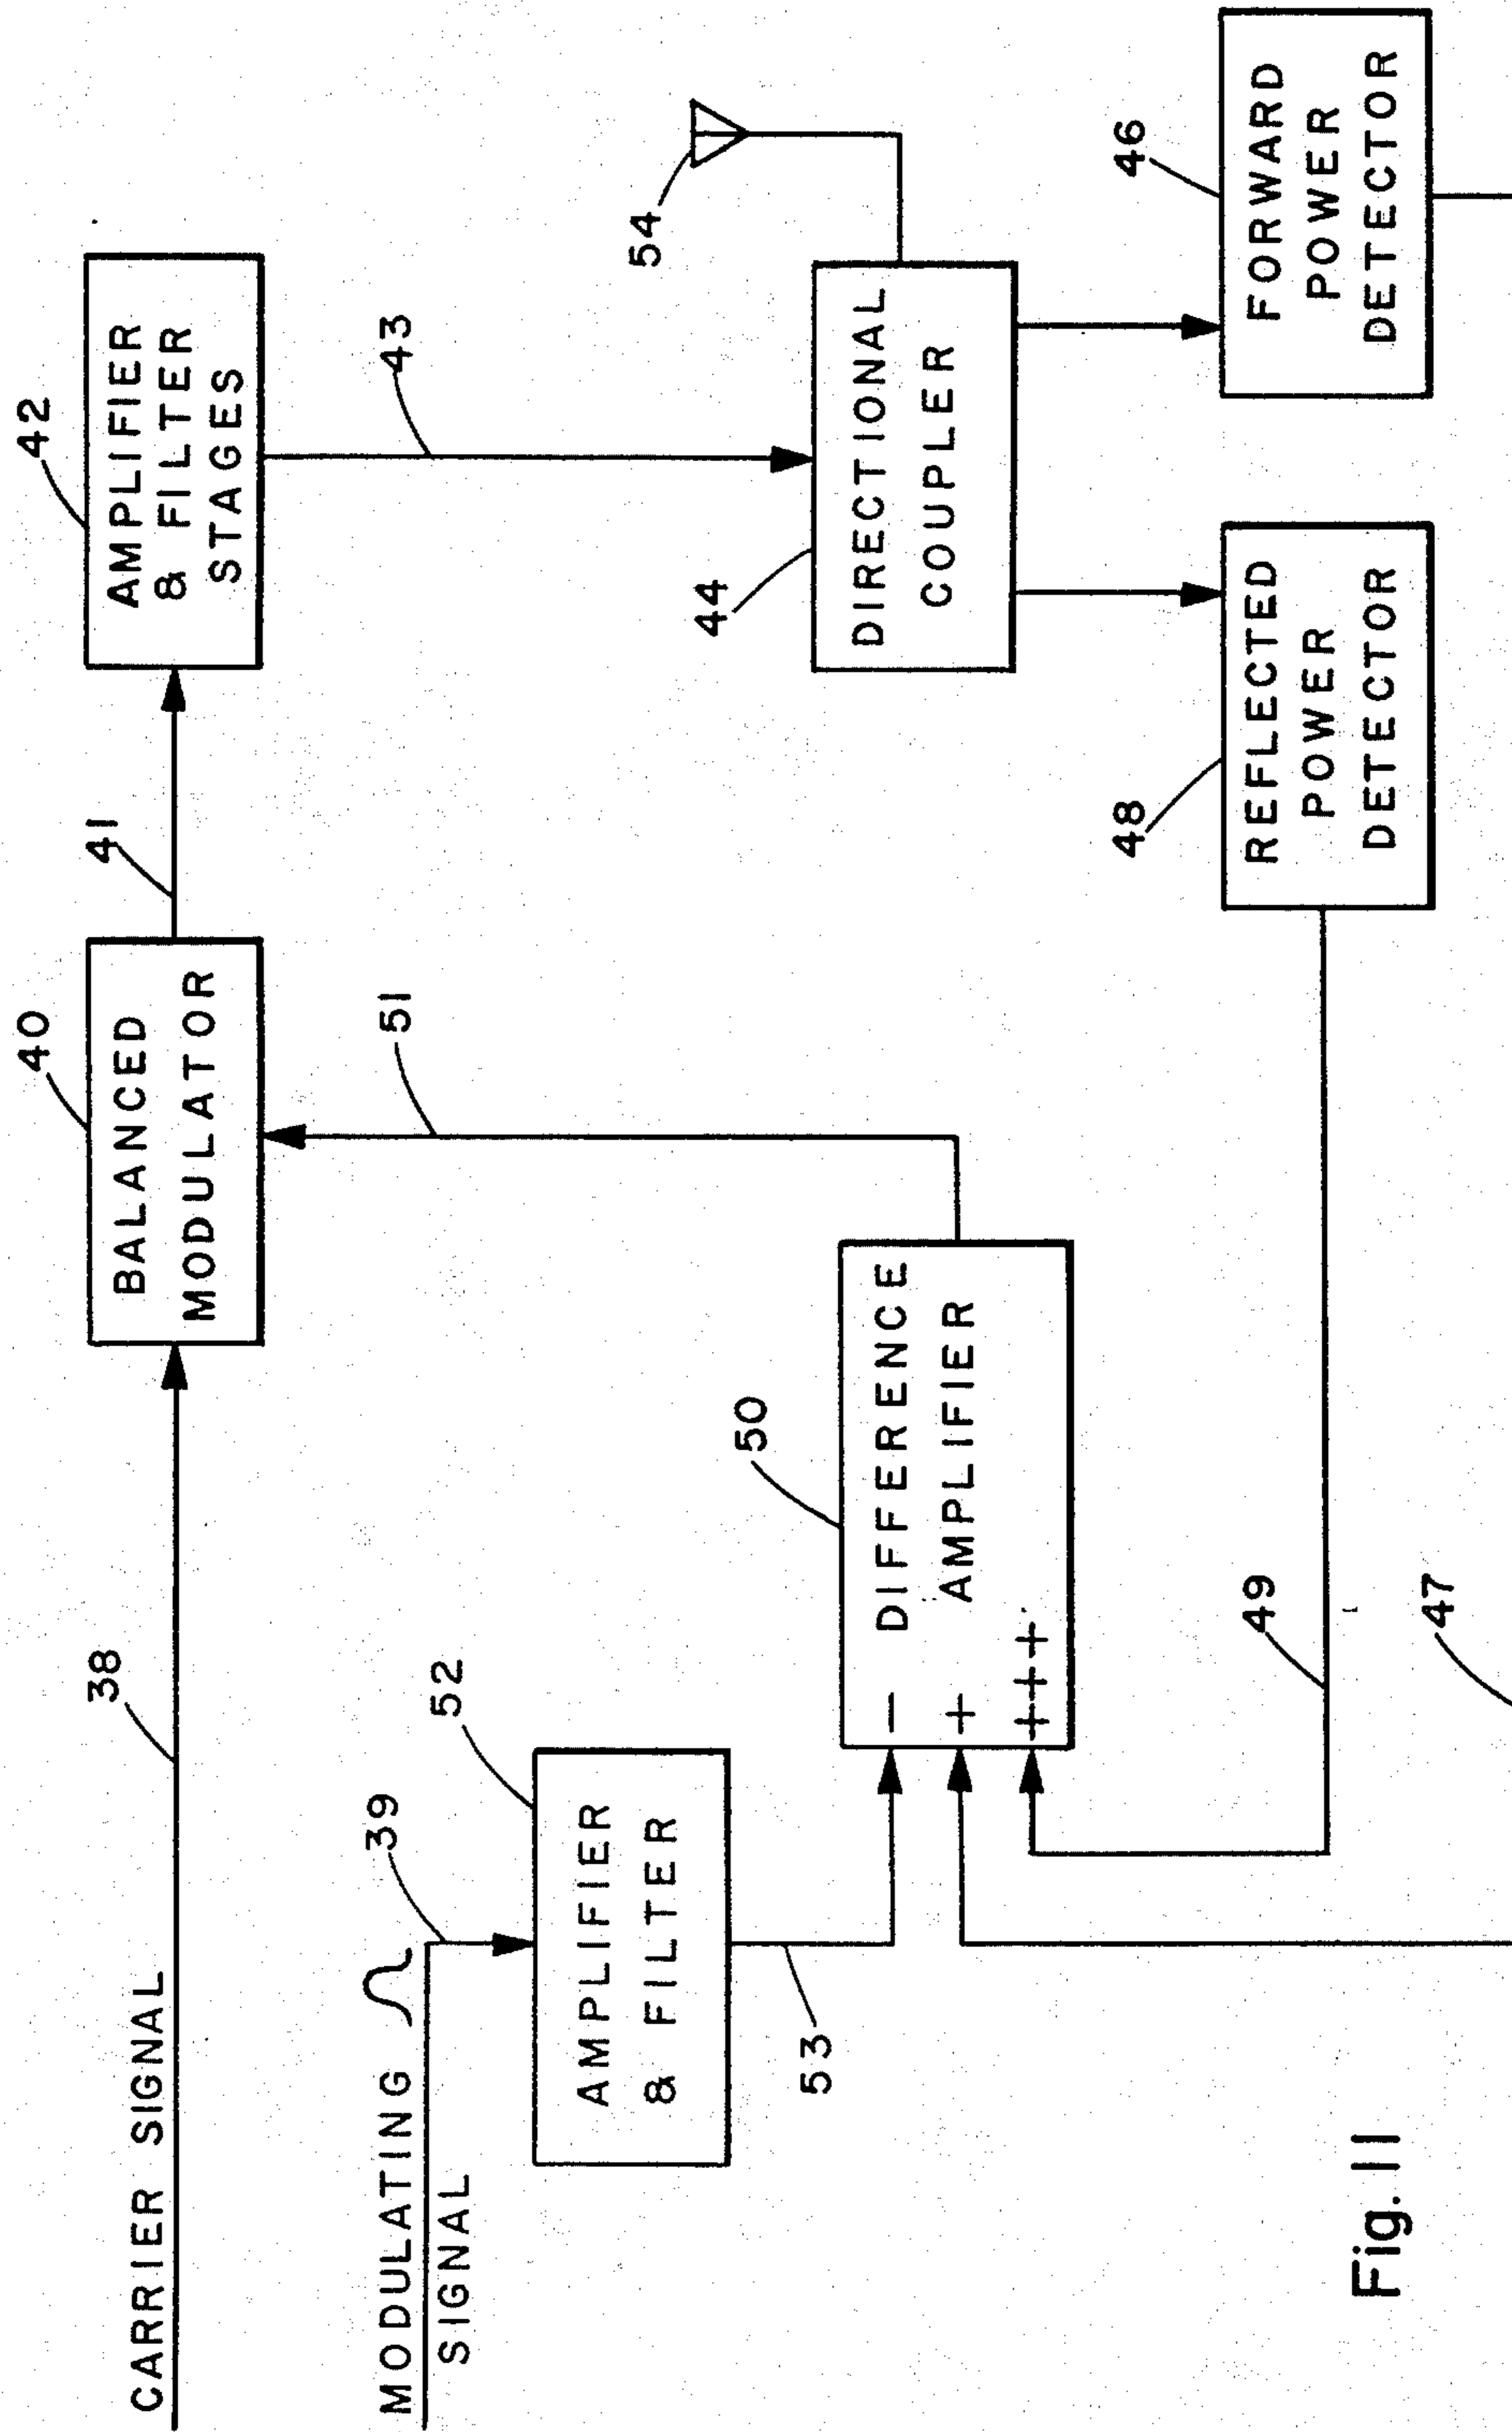 CARRIER SIGNAL
38
40
BALANCED
MODULATOR
41
42
AMPLIFIER
& FILTER
STAGES
MODULATING
SIGNAL
39
52
AMPLIFIER
& FILTER
53
51
43
50
- DIFFERENCE
+ AMPLIFIER
+++
44
DIRECTIONAL
COUPLER
54
49
48
REFLECTED
POWER
DETECTOR
46
FORWARD
POWER
DETECTOR
47
Fig. 11